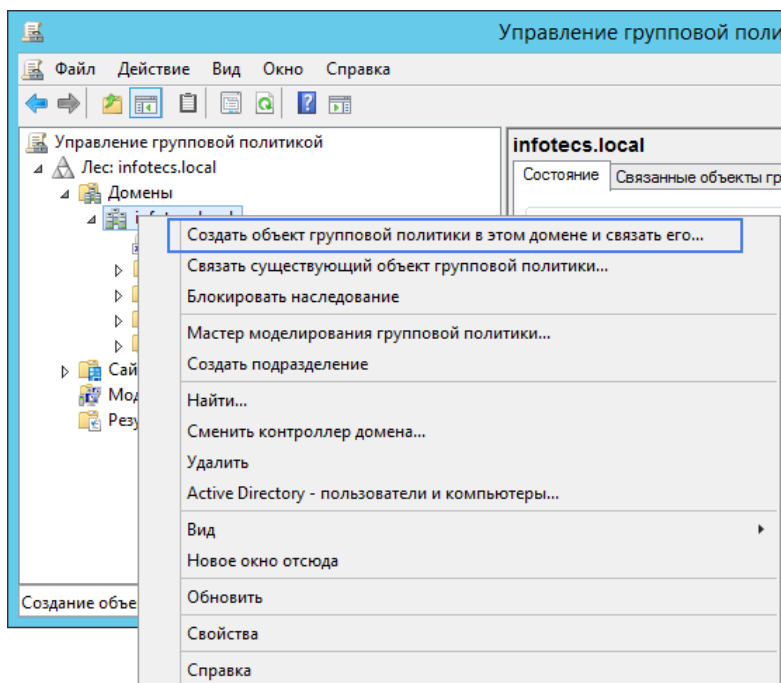 Управление групповой поли
Файл Действие Вид Окно Справка
Управление групповой политикой
Лес: infotecs.local
Домены
infotecs.local
Состояние Связанные объекты гр
Создать объект групповой политики в этом домене и связать его...
Связать существующий объект групповой политики...
Блокировать наследование
Мастер моделирования групповой политики...
Создать подразделение
Сай
Мод
Найти...
Резу
Сменить контроллер домена...
Удалить
Active Directory - пользователи и компьютеры...
Вид
Новое окно отсюда
Создание объе
Обновить
Свойства
Справка